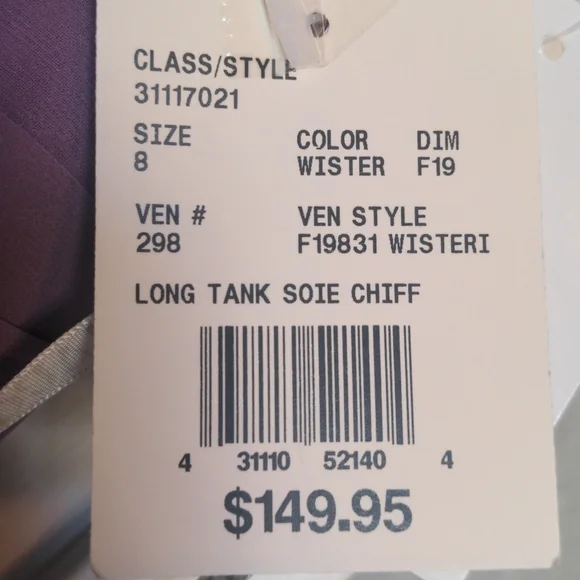 CLASS/STYLE
31117021
SIZE COLOR DIM
8 WISTER F19
VEN # VEN STYLE
298 F19831 WISTERI
LONG TANK SOIE CHIFF
4 31110 52140 4
$149.95